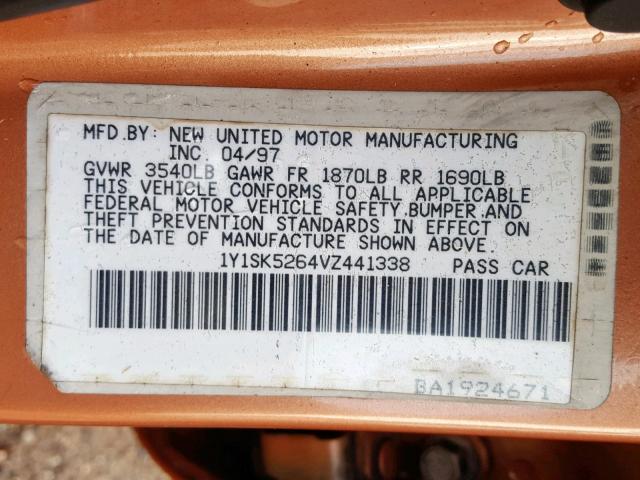 MFD.BY: NEW UNITED MOTOR MANUFACTURING
INC. 04/97
GVWR 3540LB GAWR FR 1870LB RR 1690LB
THIS VEHICLE CONFORMS TO ALL APPLICABLE
FEDERAL MOTOR VEHICLE SAFETY,BUMPER,AND
THEFT PREVENTION STANDARDS IN EFFECT ON
THE DATE OF MANUFACTURE SHOWN ABOVE.
1Y1SK5264VZ441338 PASS CAR
BA1924671